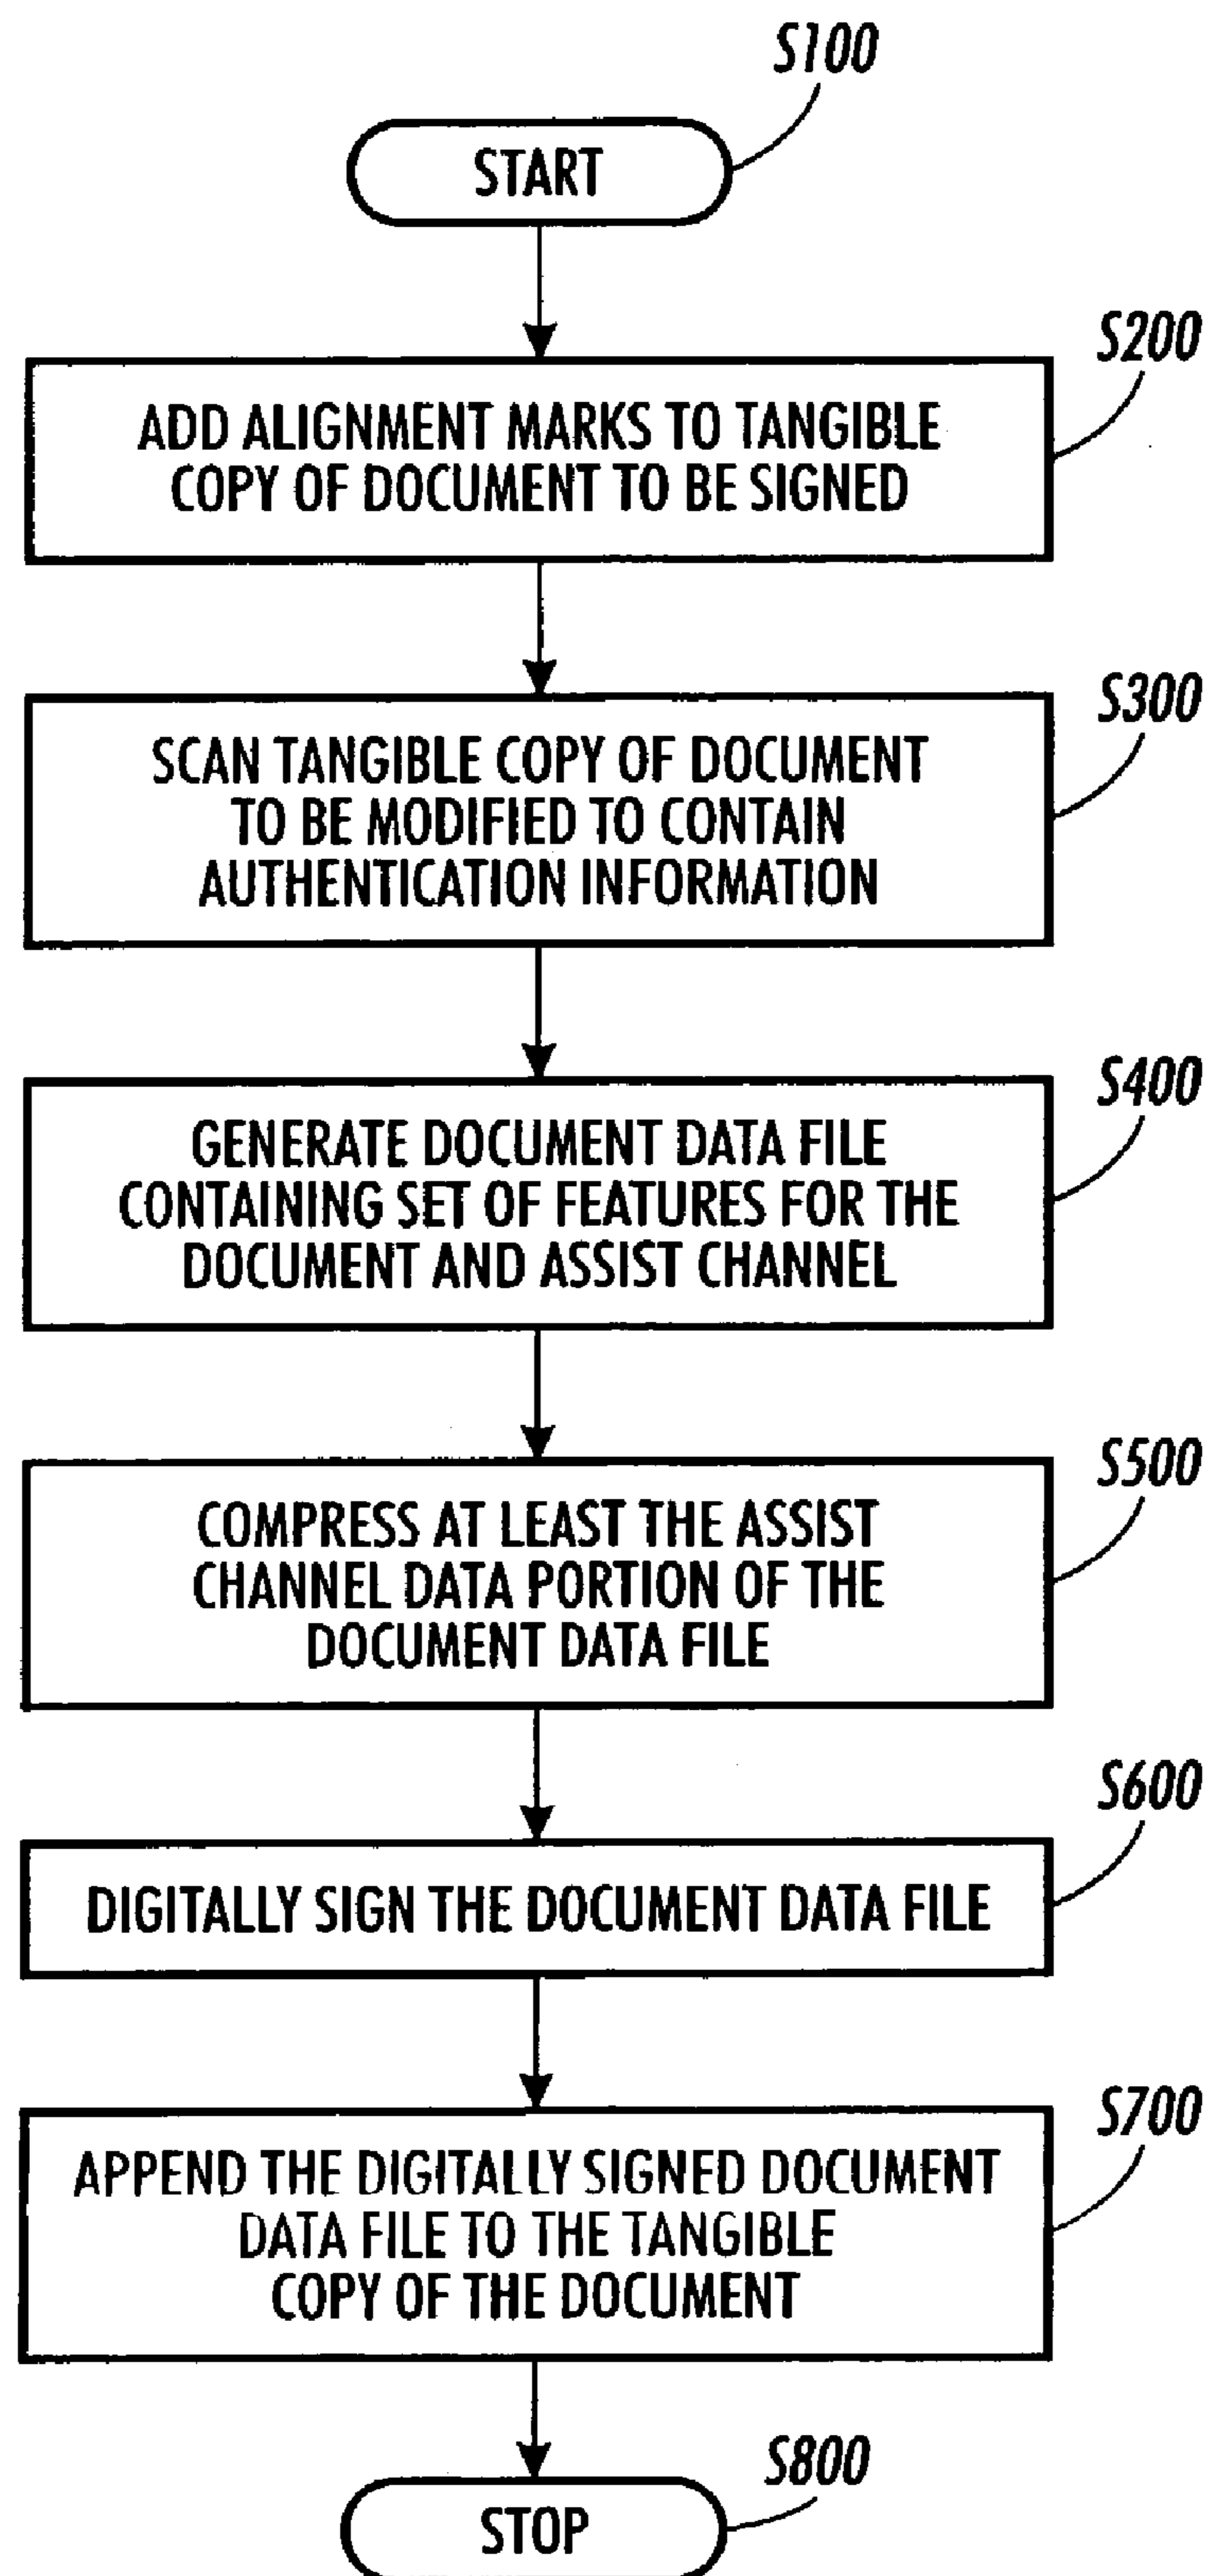 S100
START
S200
ADD ALIGNMENT MARKS TO TANGIBLE
COPY OF DOCUMENT TO BE SIGNED
S300
SCAN TANGIBLE COPY OF DOCUMENT
TO BE MODIFIED TO CONTAIN
AUTHENTICATION INFORMATION
S400
GENERATE DOCUMENT DATA FILE
CONTAINING SET OF FEATURES FOR THE
DOCUMENT AND ASSIST CHANNEL
S500
COMPRESS AT LEAST THE ASSIST
CHANNEL DATA PORTION OF THE
DOCUMENT DATA FILE
S600
DIGITALLY SIGN THE DOCUMENT DATA FILE
S700
APPEND THE DIGITALLY SIGNED DOCUMENT
DATA FILE TO THE TANGIBLE
COPY OF THE DOCUMENT
S800
STOP